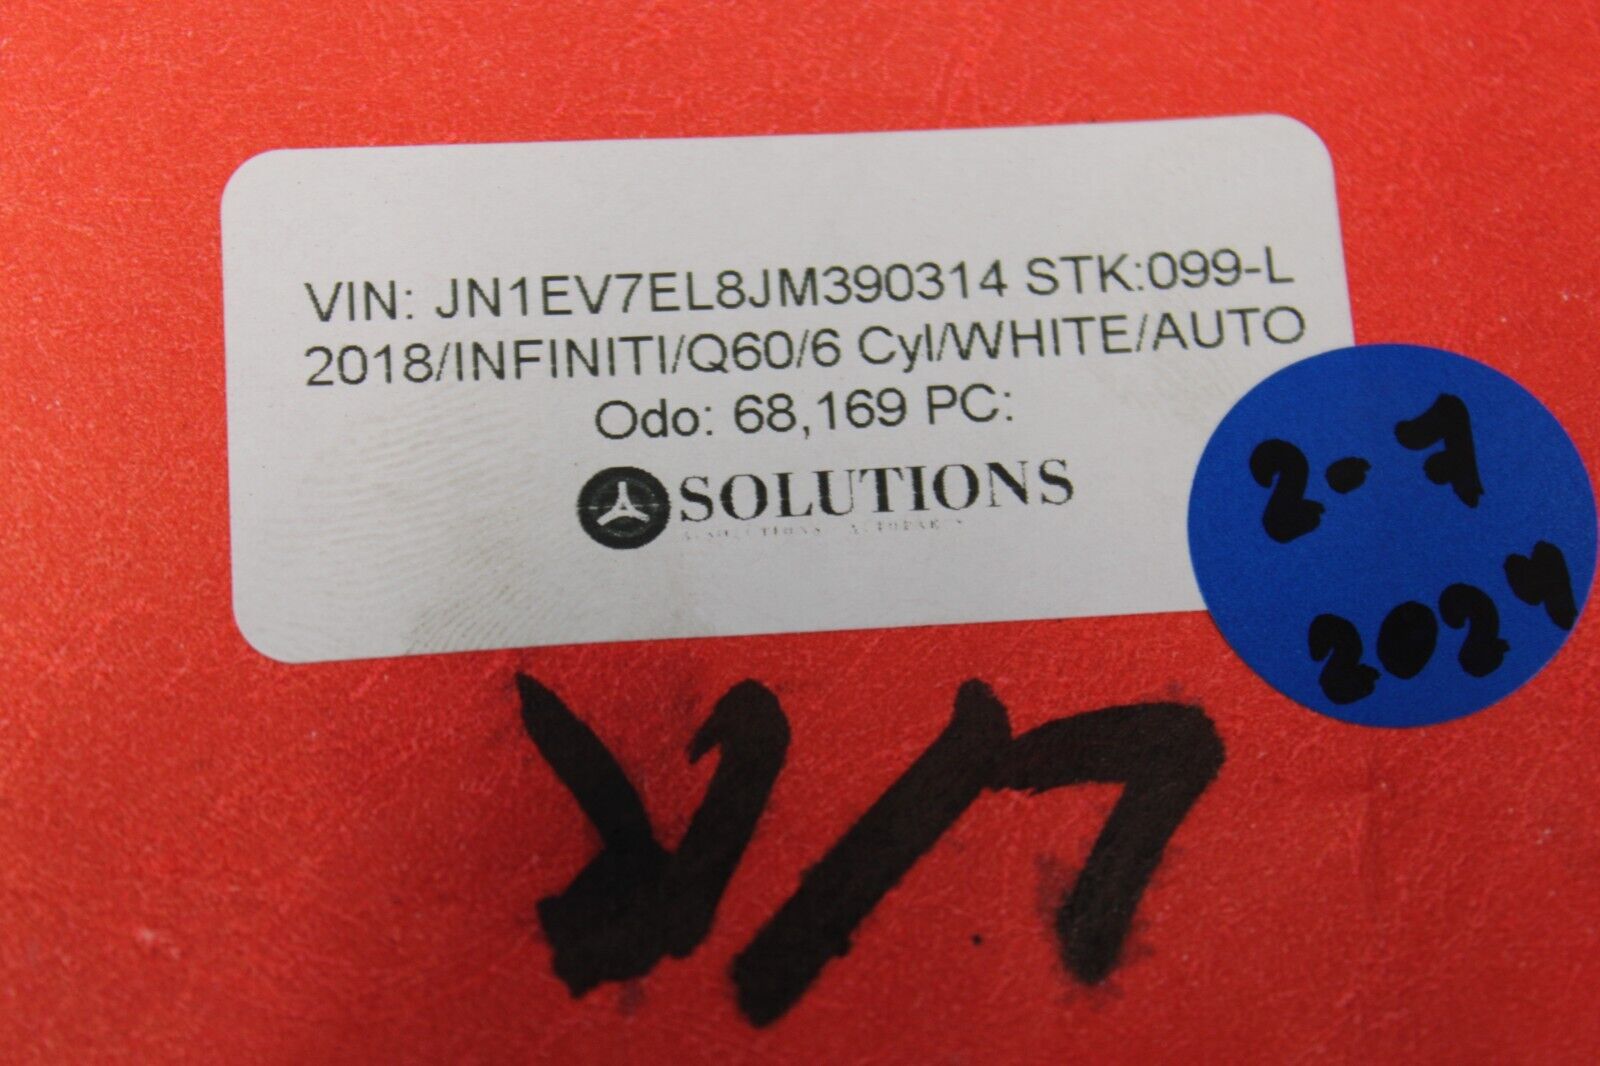 VIN: JN1EV7EL8JM390314 STK:099-L
2018/INFINITI/Q60/6 Cyl/WHITE/AUTO
Odo: 68,169 PC:
SOLUTIONS
2-7
2024